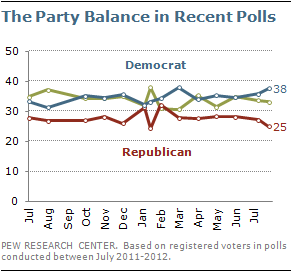 The Party Balance in Recent Polls
50
Democrat
40
38
30
25
20
Republican
10
0
Jul
Aug
Sep
Oct
Nov
Dec
Jan
Feb
Mar
Apr
May
Jun
Jul
PEW RESEARCH CENTER. Based on registered voters in polls
conducted between July 2011-2012.